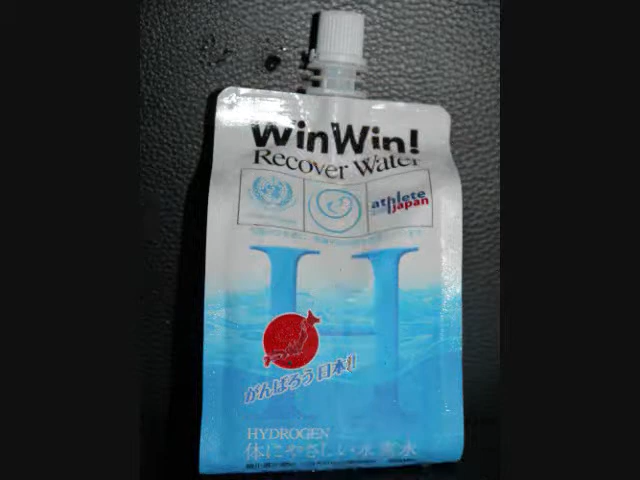 WinWin!
Recover Water
athlete
japan
がんばろう日本!!
HYDROGEN
体にやさしい水素水